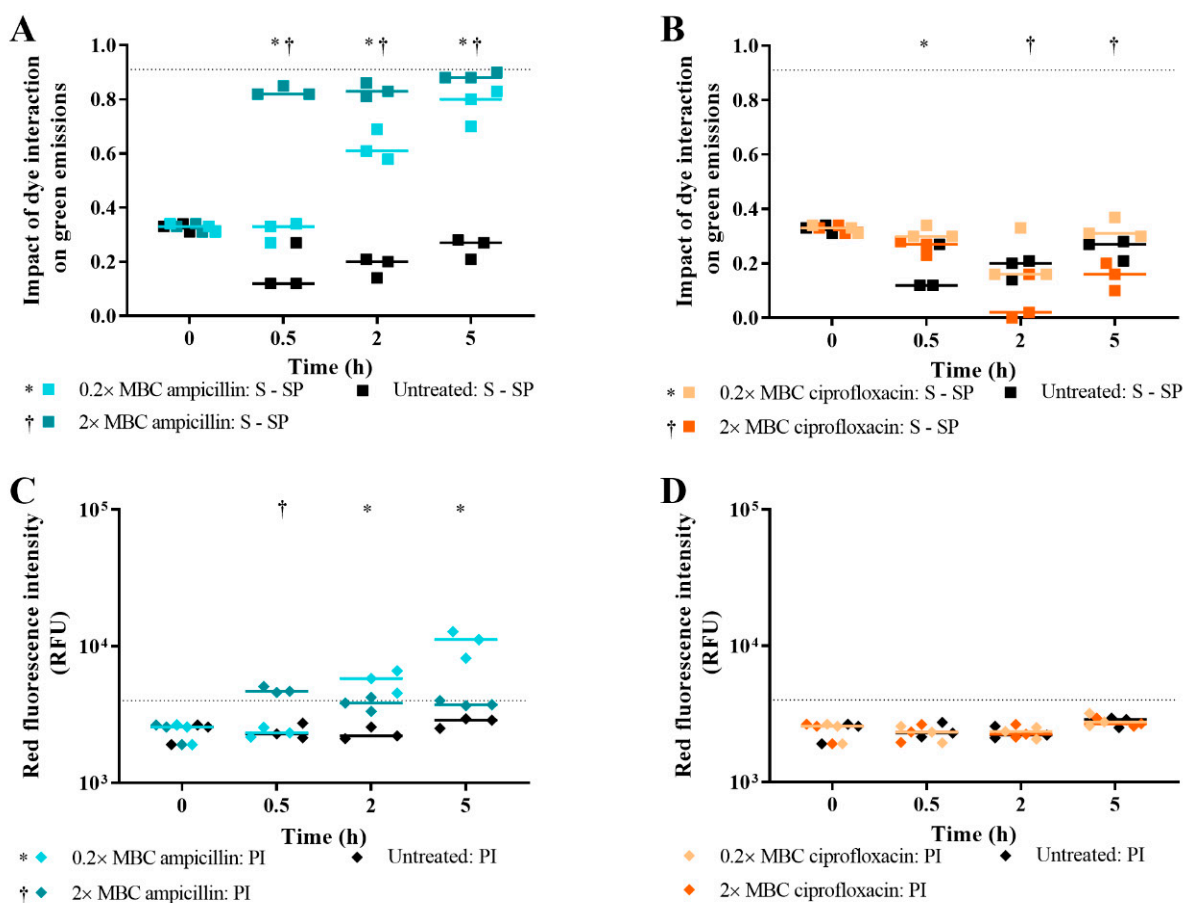 A
B
Impact of dye interaction
on green emissions
1.0
0.8
0.6
0.4
0.2
0.0
* † * † * †
0 0.5 2 5
Time (h)
* 0.2× MBC ampicillin: S - SP Untreated: S - SP
† 2× MBC ampicillin: S - SP
Impact of dye interaction
on green emissions
1.0
0.8
0.6
0.4
0.2
0.0
* † †
0 0.5 2 5
Time (h)
* 0.2× MBC ciprofloxacin: S - SP Untreated: S - SP
† 2× MBC ciprofloxacin: S - SP
C
D
Red fluorescence intensity
(RFU)
10⁵
10⁴
10³
† * *
0 0.5 2 5
Time (h)
* 0.2× MBC ampicillin: PI Untreated: PI
† 2× MBC ampicillin: PI
Red fluorescence intensity
(RFU)
10⁵
10⁴
10³
0 0.5 2 5
Time (h)
0.2× MBC ciprofloxacin: PI Untreated: PI
2× MBC ciprofloxacin: PI